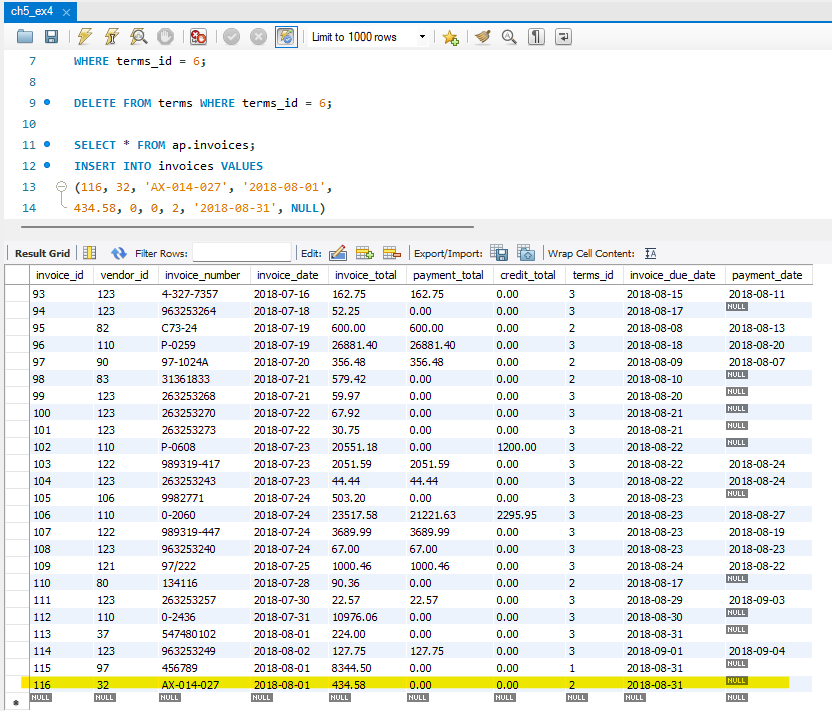 ch5_ex4
Limit to 1000 rows
7 WHERE terms_id = 6;
8
9 DELETE FROM terms WHERE terms_id = 6;
10
11 SELECT * FROM ap.invoices;
12 INSERT INTO invoices VALUES
13 (116, 32, 'AX-014-027', '2018-08-01',
14 434.58, 0, 0, 2, '2018-08-31', NULL)
Result Grid Filter Rows: Edit: Export/Import: Wrap Cell Content:
invoice_id vendor_id invoice_number invoice_date invoice_total payment_total credit_total terms_id invoice_due_date payment_date
93 123 4-327-7357 2018-07-16 162.75 162.75 0.00 3 2018-08-15 2018-08-11
94 123 963253264 2018-07-18 52.25 0.00 0.00 3 2018-08-17 NULL
95 82 C73-24 2018-07-19 600.00 600.00 0.00 2 2018-08-08 2018-08-13
96 110 P-0259 2018-07-19 26881.40 26881.40 0.00 3 2018-08-18 2018-08-20
97 90 97-1024A 2018-07-20 356.48 356.48 0.00 2 2018-08-09 2018-08-07
98 83 31361833 2018-07-21 579.42 0.00 0.00 2 2018-08-10 NULL
99 123 263253268 2018-07-21 59.97 0.00 0.00 3 2018-08-20 NULL
100 123 263253270 2018-07-22 67.92 0.00 0.00 3 2018-08-21 NULL
101 123 263253273 2018-07-22 30.75 0.00 0.00 3 2018-08-21 NULL
102 110 P-0608 2018-07-23 20551.18 0.00 1200.00 3 2018-08-22 NULL
103 122 989319-417 2018-07-23 2051.59 2051.59 0.00 3 2018-08-22 2018-08-24
104 123 263253243 2018-07-23 44.44 44.44 0.00 3 2018-08-22 2018-08-24
105 106 9982771 2018-07-24 503.20 0.00 0.00 3 2018-08-23 NULL
106 110 0-2060 2018-07-24 23517.58 21221.63 2295.95 3 2018-08-23 2018-08-27
107 122 989319-447 2018-07-24 3689.99 3689.99 0.00 3 2018-08-23 2018-08-19
108 123 963253240 2018-07-24 67.00 67.00 0.00 3 2018-08-23 2018-08-23
109 121 97/222 2018-07-25 1000.46 1000.46 0.00 3 2018-08-24 2018-08-22
110 80 134116 2018-07-28 90.36 0.00 0.00 2 2018-08-17 NULL
111 123 263253257 2018-07-30 22.57 22.57 0.00 3 2018-08-29 2018-09-03
112 110 0-2436 2018-07-31 10976.06 0.00 0.00 3 2018-08-30 NULL
113 37 547480102 2018-08-01 224.00 0.00 0.00 3 2018-08-31 NULL
114 123 963253249 2018-08-02 127.75 127.75 0.00 3 2018-09-01 2018-09-04
115 97 456789 2018-08-01 8344.50 0.00 0.00 1 2018-08-31 NULL
116 32 AX-014-027 2018-08-01 434.58 0.00 0.00 2 2018-08-31 NULL
NULL NULL NULL NULL NULL NULL NULL NULL NULL NULL